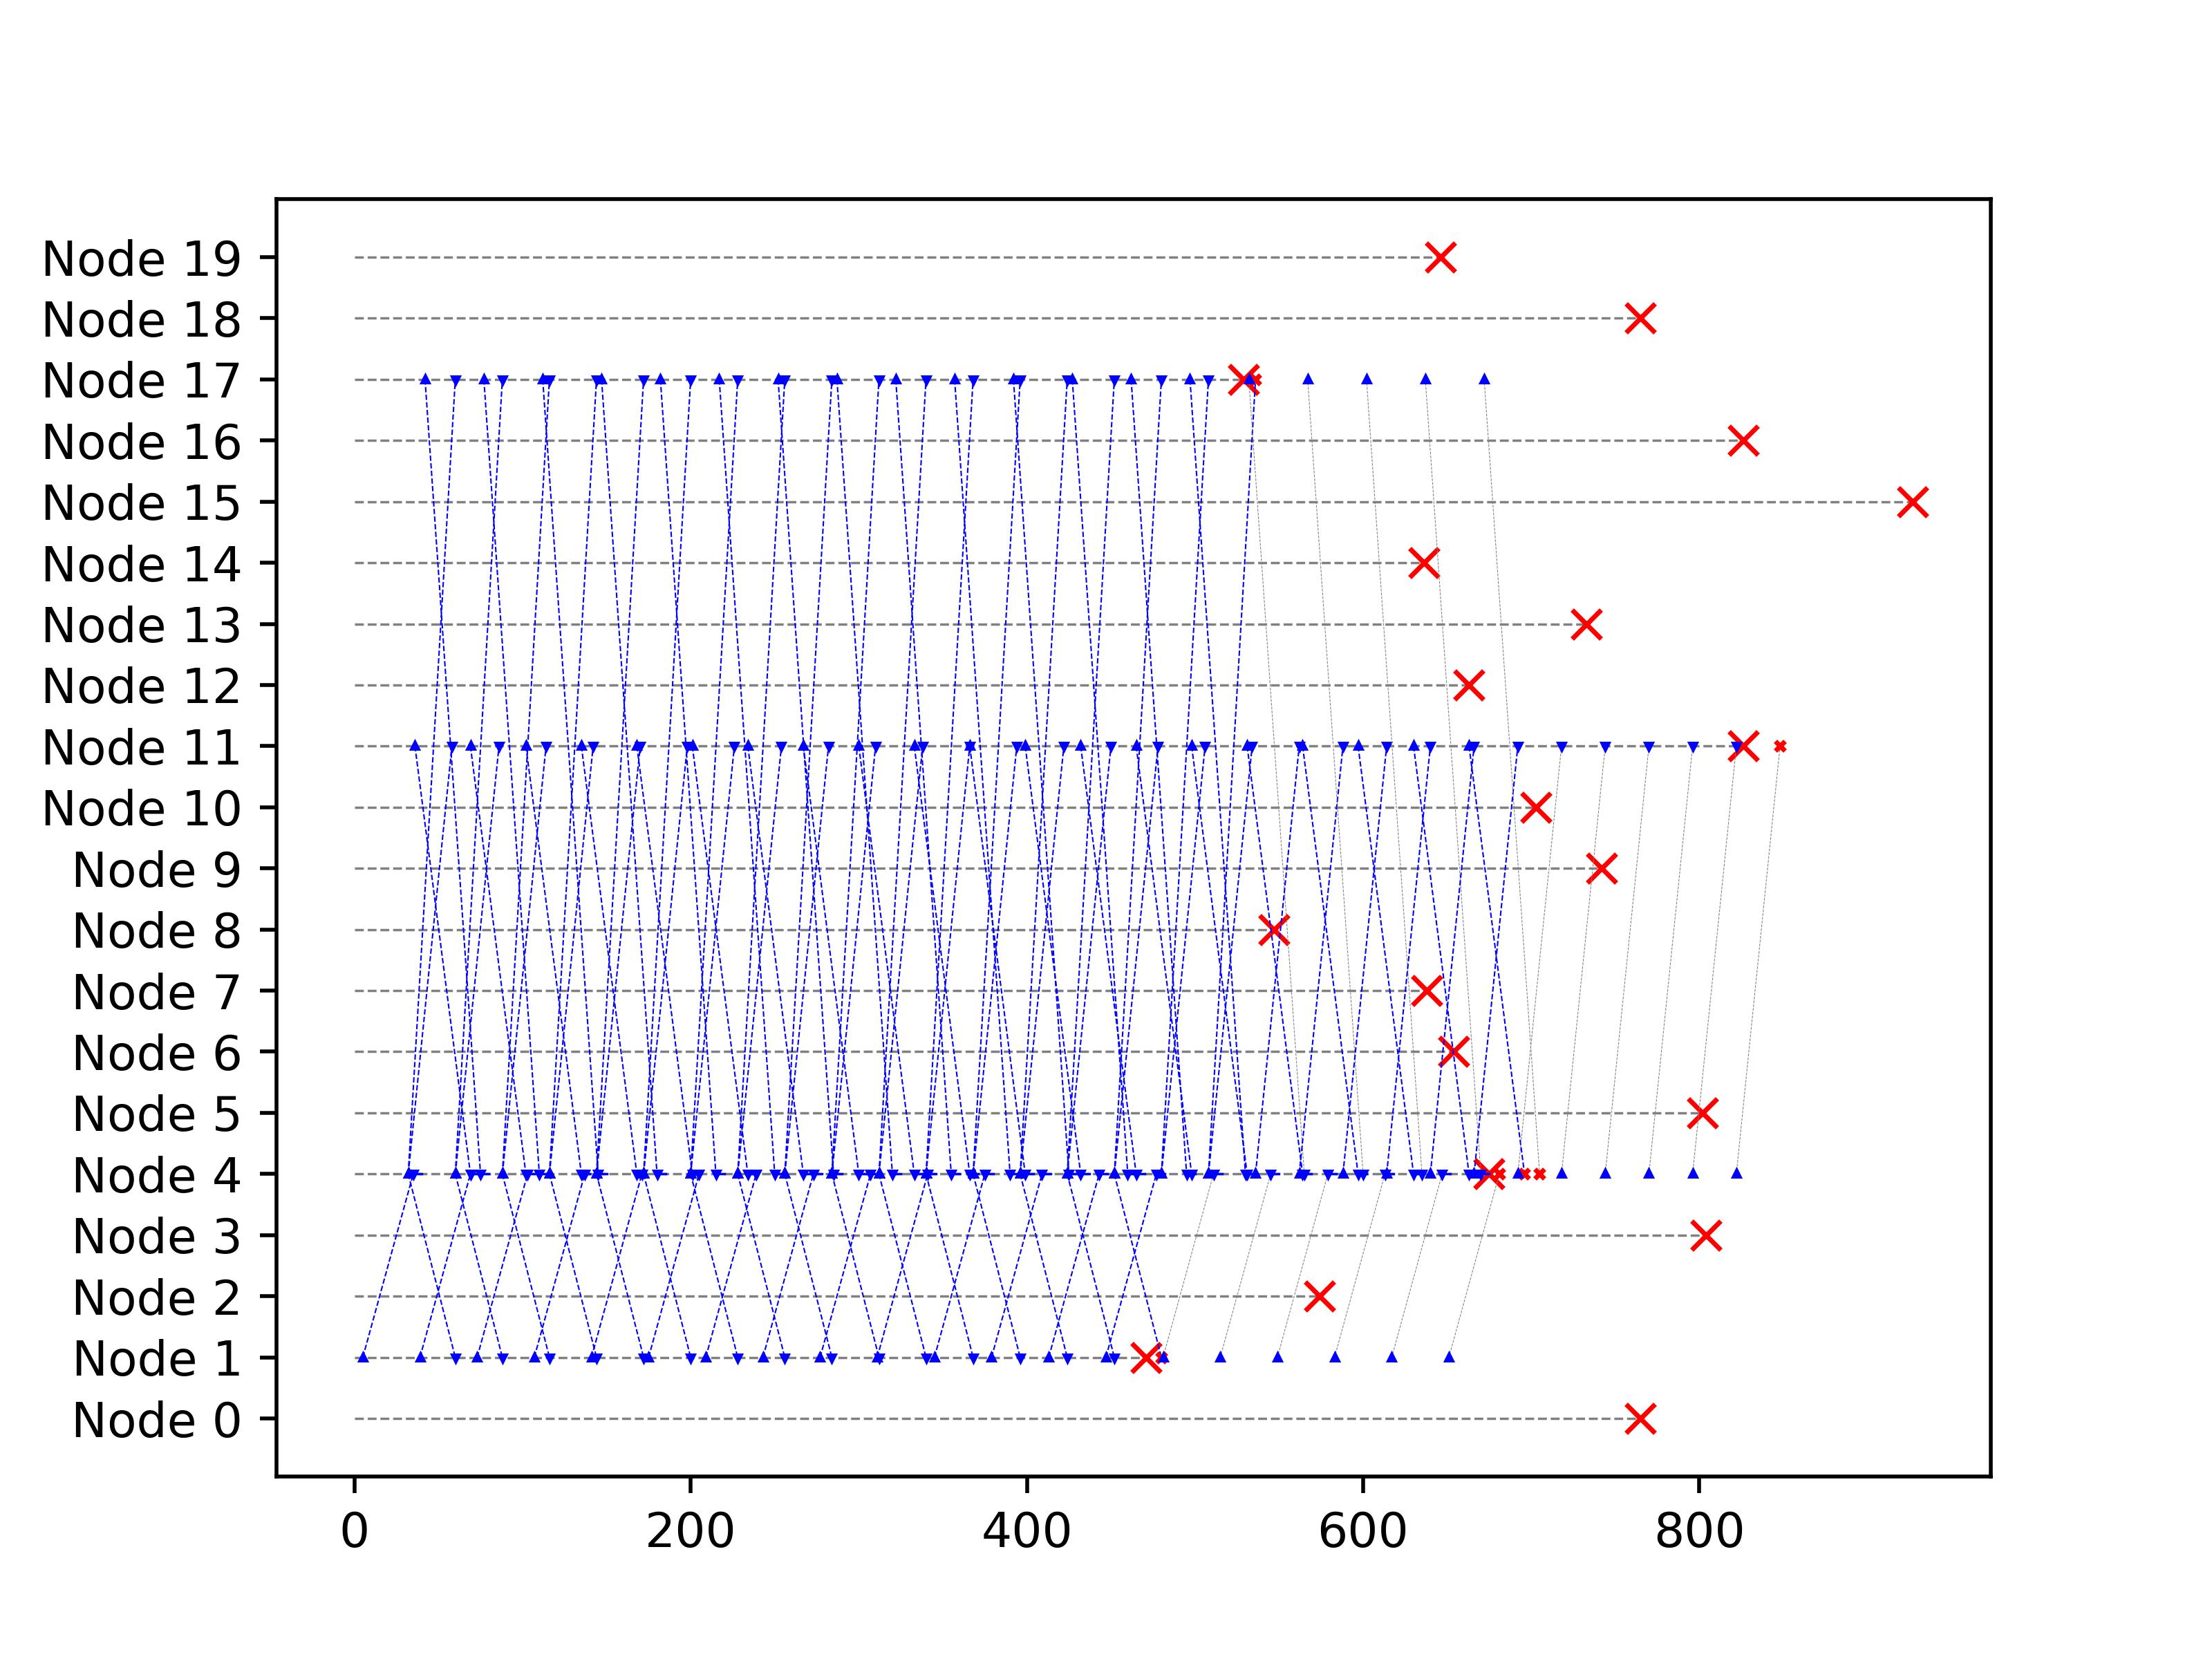 Node 19
Node 18
Node 17
Node 16
Node 15
Node 14
Node 13
Node 12
Node 11
Node 10
Node 9
Node 8
Node 7
Node 6
Node 5
Node 4
Node 3
Node 2
Node 1
Node 0
0 200 400 600 800